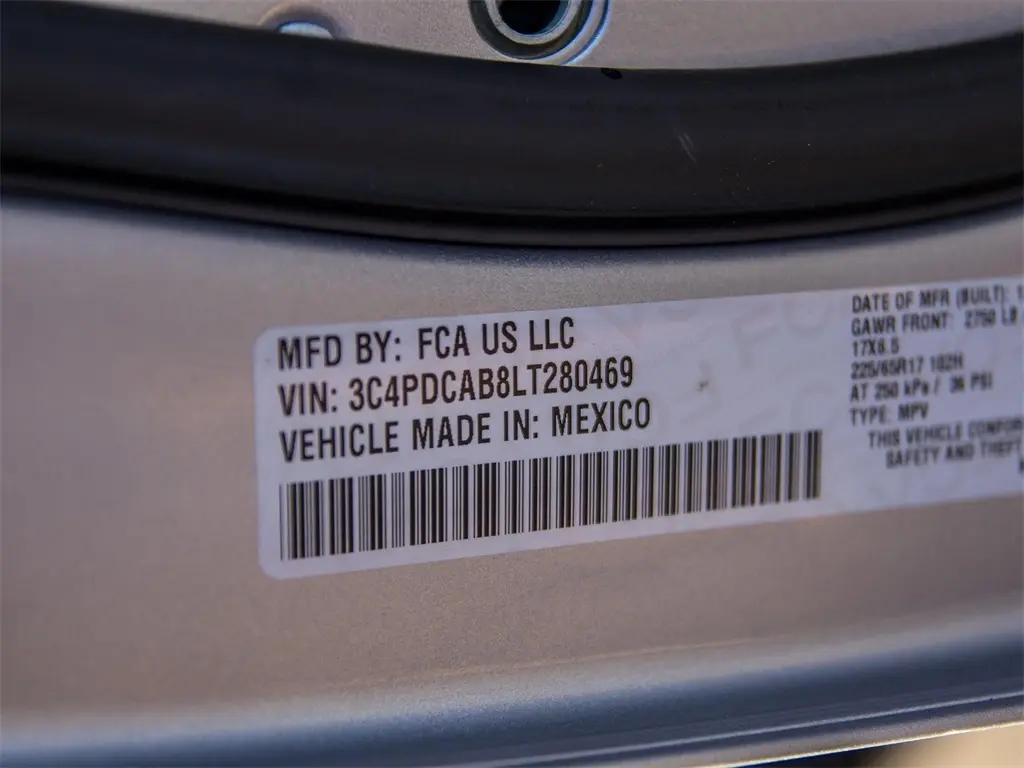 MFD BY: FCA US LLC
VIN: 3C4PDCAB8LT280469
VEHICLE MADE IN: MEXICO
DATE OF MFR (BUILT): 1
GAWR FRONT: 2750 LB
17X6.5
225/65R17 102H
AT 250 kPa / 36 PSI
TYPE: MPV
THIS VEHICLE CONFOR
SAFETY AND THEFT